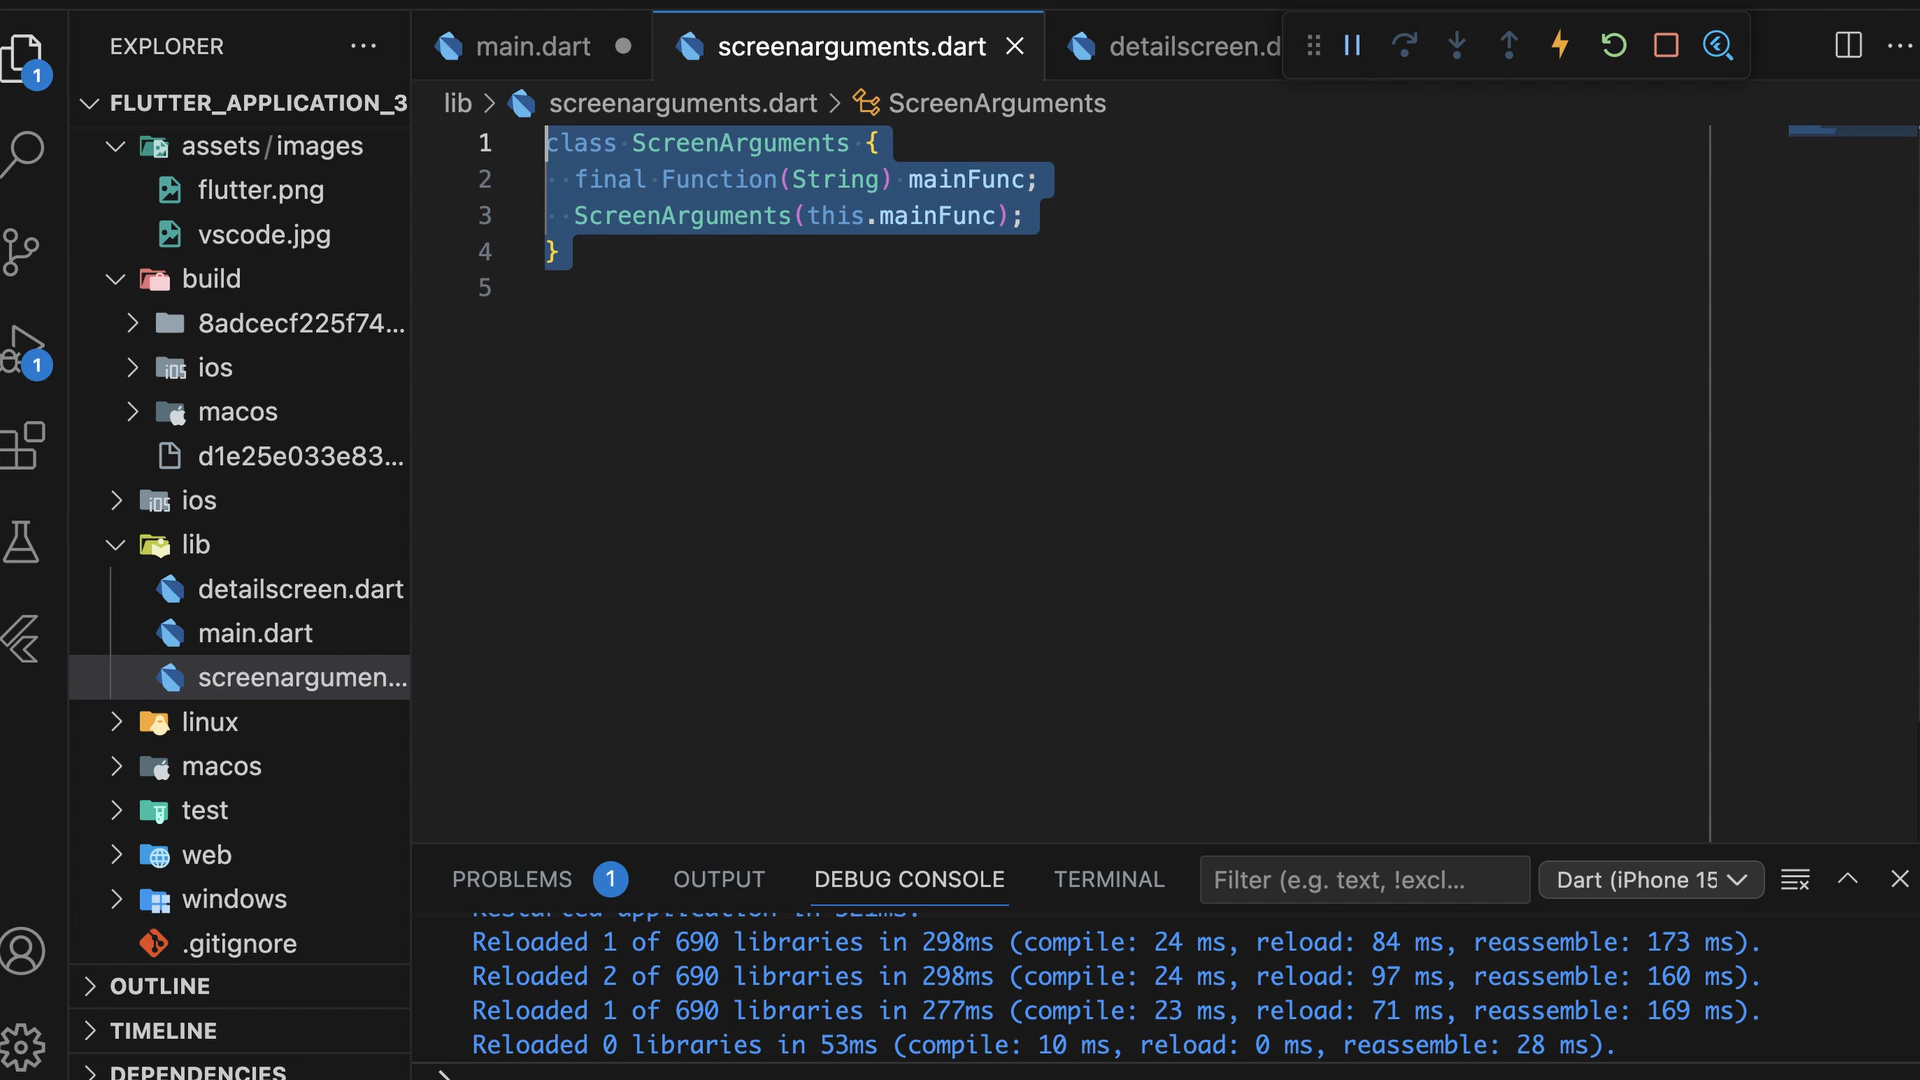 EXPLORER
main.dart
screenarguments.dart
detailscreen.d
1
FLUTTER_APPLICATION_3
lib > screenarguments.dart > ScreenArguments
assets/images
flutter.png
vscode.jpg
build
8adcecf225f74...
ios
macos
d1e25e033e83...
ios
lib
detailscreen.dart
main.dart
screenargumen...
linux
macos
test
web
windows
.gitignore
OUTLINE
TIMELINE
DEPENDENCIES
1
1 class ScreenArguments {
2 final Function(String) mainFunc;
3 ScreenArguments(this.mainFunc);
4 }
5
PROBLEMS 1 OUTPUT DEBUG CONSOLE TERMINAL Filter (e.g. text, !excl... Dart (iPhone 15
Restarted application in 321ms.
Reloaded 1 of 690 libraries in 298ms (compile: 24 ms, reload: 84 ms, reassemble: 173 ms).
Reloaded 2 of 690 libraries in 298ms (compile: 24 ms, reload: 97 ms, reassemble: 160 ms).
Reloaded 1 of 690 libraries in 277ms (compile: 23 ms, reload: 71 ms, reassemble: 169 ms).
Reloaded 0 libraries in 53ms (compile: 10 ms, reload: 0 ms, reassemble: 28 ms).